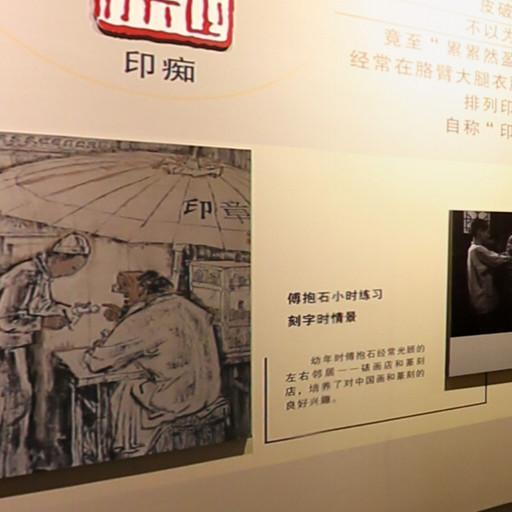 印痴
皮破
不以为
竟至“累累然盈
经常在胳臂大腿衣服
排列印
自称“印
印章
傅抱石小时练习
刻字时情景
幼年时傅抱石经常光顾的
左右邻居——裱画店和篆刻
店，培养了对中国画和篆刻的
良好兴趣。